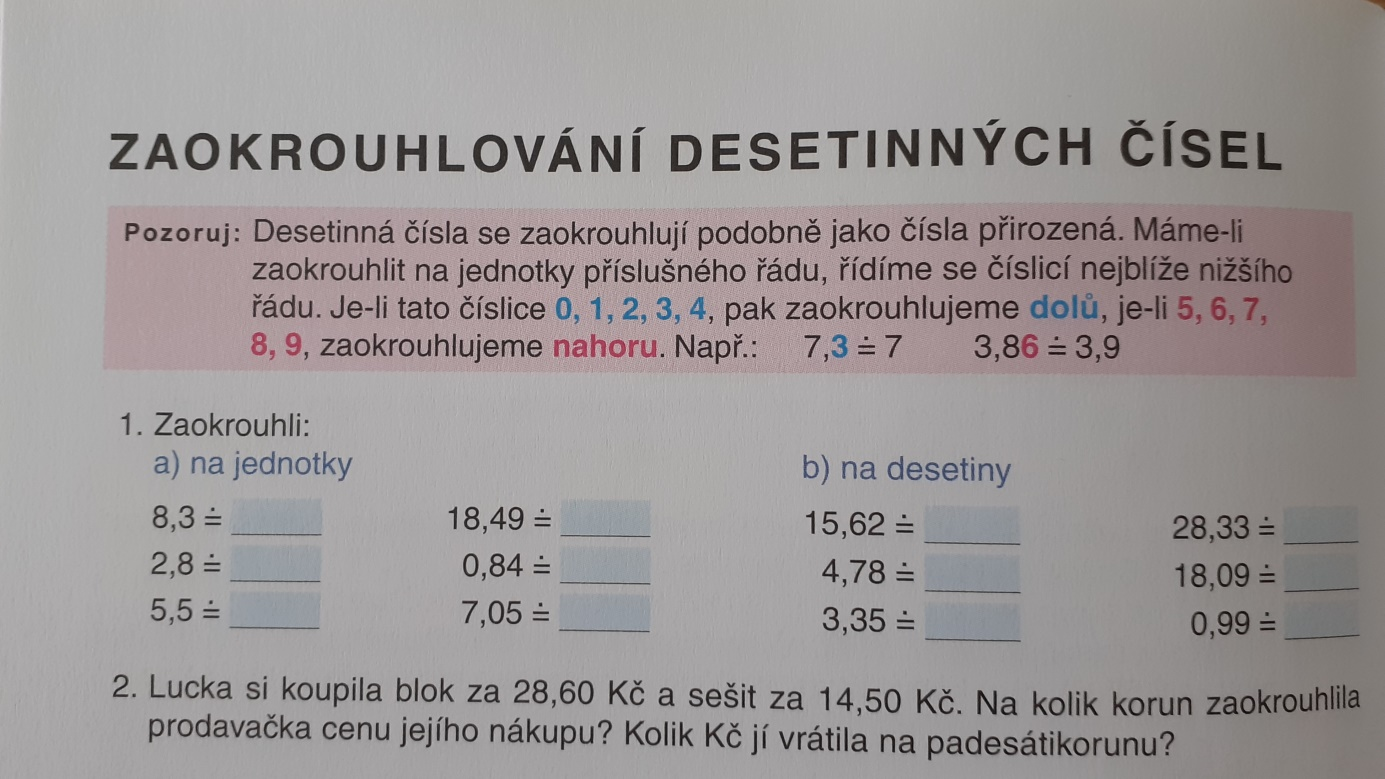 ZAOKROUHLOVÁNÍ DESETINNÝCH ČÍSEL
Pozoruj: Desetinná čísla se zaokrouhlují podobně jako čísla přirozená. Máme-li
zaokrouhlit na jednotky příslušného řádu, řídíme se číslicí nejblíže nižšího
řádu. Je-li tato číslice 0, 1, 2, 3, 4, pak zaokrouhlujeme dolů, je-li 5, 6, 7,
8, 9, zaokrouhlujeme nahoru. Např.: 7,3 ≐ 7 3,86 ≐ 3,9
1. Zaokrouhli:
a) na jednotky
8,3 ≐
2,8 ≐
5,5 ≐
18,49 ≐
0,84 ≐
7,05 ≐
b) na desetiny
15,62 ≐
4,78 ≐
3,35 ≐
28,33 ≐
18,09 ≐
0,99 ≐
2. Lucka si koupila blok za 28,60 Kč a sešit za 14,50 Kč. Na kolik korun zaokrouhlila
prodavačka cenu jejího nákupu? Kolik Kč jí vrátila na padesátikorunu?